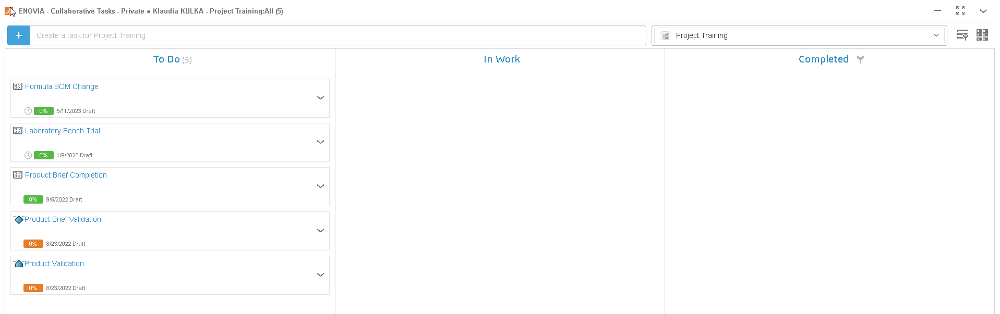 ENOVIA - Collaborative Tasks - Private ● Klaudia KULKA - Project Training:All (5)
+ Create a task for Project Training...
Project Training
To Do (5)
In Work
Completed
Formula BOM Change
0% 5/11/2023 Draft
Laboratory Bench Trial
0% 1/9/2023 Draft
Product Brief Completion
0% 9/5/2022 Draft
Product Brief Validation
0% 8/23/2022 Draft
Product Validation
0% 8/23/2022 Draft